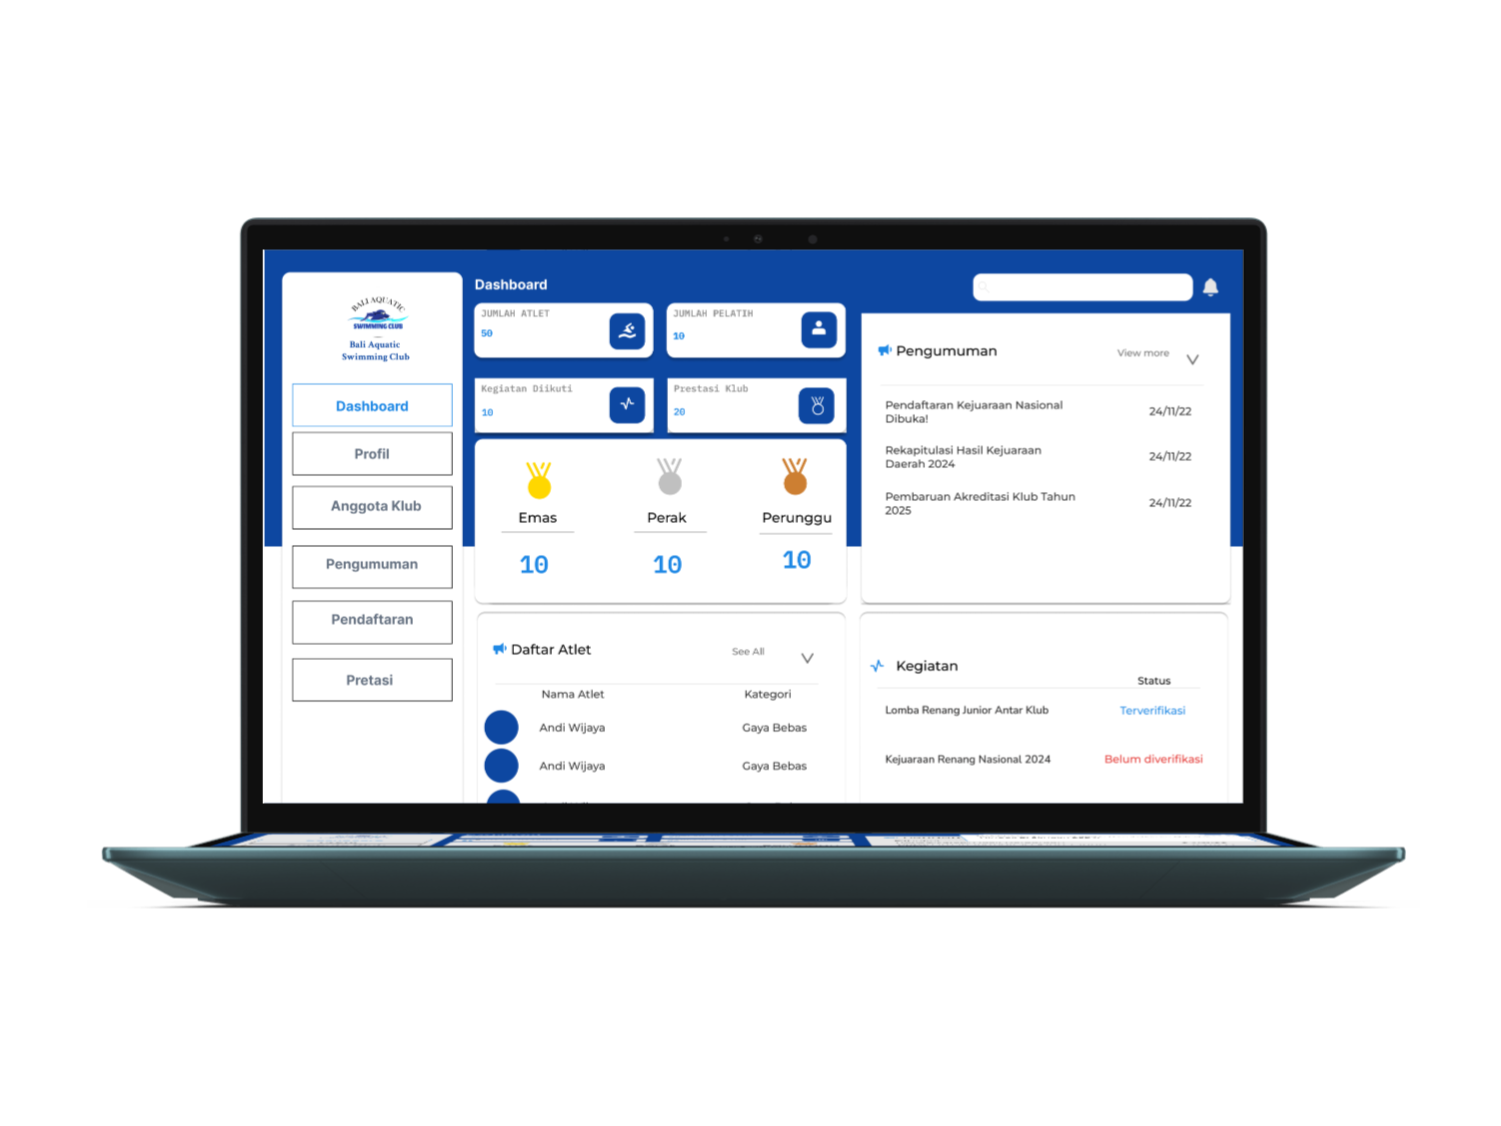 BALI AQUATIC
SWIMMING CLUB
Bali Aquatic
Swimming Club
Dashboard
Profil
Anggota Klub
Pengumuman
Pendaftaran
Pretasi
Dashboard
JUMLAH ATLET
50
JUMLAH PELATIH
10
Kegiatan Diikuti
10
Prestasi Klub
20
Emas
10
Perak
10
Perunggu
10
Pengumuman
View more
Pendaftaran Kejuaraan Nasional
Dibuka!
24/11/22
Rekapitulasi Hasil Kejuaraan
Daerah 2024
24/11/22
Pembaruan Akreditasi Klub Tahun
2025
24/11/22
Daftar Atlet
See All
Nama Atlet
Kategori
Andi Wijaya
Gaya Bebas
Andi Wijaya
Gaya Bebas
Kegiatan
Status
Lomba Renang Junior Antar Klub
Terverifikasi
Kejuaraan Renang Nasional 2024
Belum diverifikasi